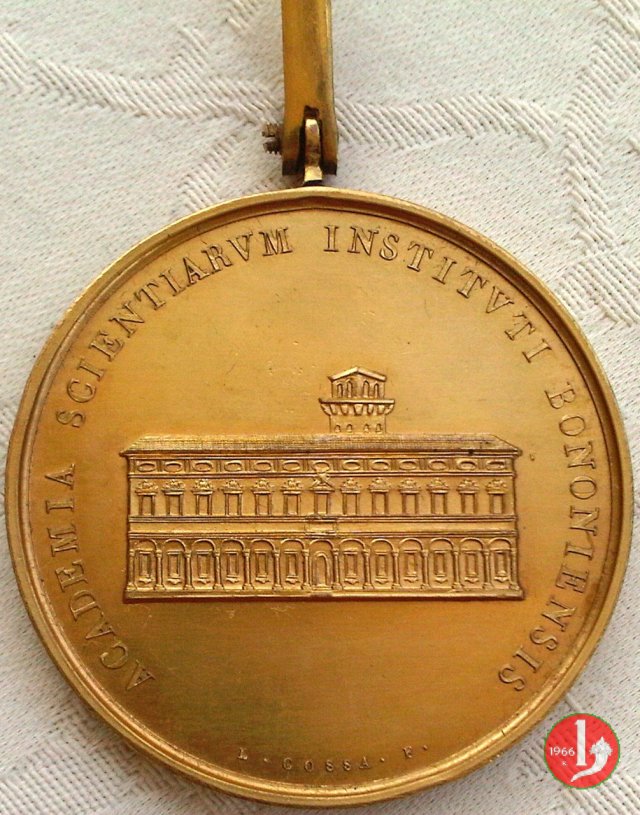 ACADEMIA SCIENTIARVM INSTITVTI BONONIENSIS
L · COSSA · F ·
1966